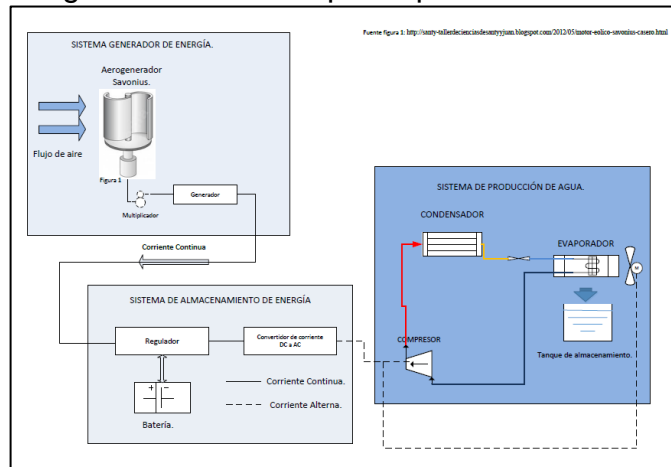 SISTEMA GENERADOR DE ENERGÍA.
Fuente figura 1: http://santy-tallerdecienciasdesantyyjuan.blogspot.com/2012/05/motor-eolico-savonius-casero.html
Aerogenerador
Savonius.
Flujo de aire
Figura 1
Generador
Multiplicador
Corriente Continua
SISTEMA DE PRODUCCIÓN DE AGUA.
CONDENSADOR
EVAPORADOR
M
COMPRESOR
Tanque de almacenamiento.
SISTEMA DE ALMACENAMIENTO DE ENERGÍA
Regulador
Convertidor de corriente
DC a AC
+ -
Batería.
Corriente Continua.
Corriente Alterna.